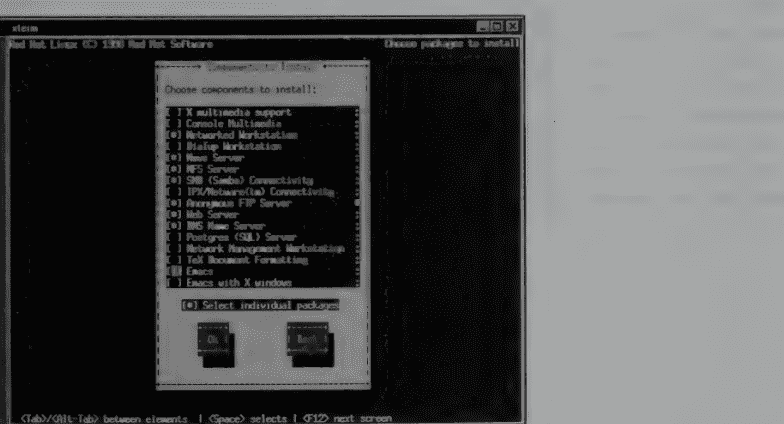 xterm
Red Hat Linux (C) 1998 Red Hat Software Choose packages to install
Components to Install
Choose components to install:
[ ] X multimedia support
[ ] Console Multimedia
[*] Networked Workstation
[ ] Dialup Workstation
[*] News Server
[*] NFS Server
[*] SMB (Samba) Connectivity
[ ] IPX/Netware(tm) Connectivity
[*] Anonymous FTP Server
[*] Web Server
[*] DNS Name Server
[ ] Postgres (SQL) Server
[ ] Network Management Workstation
[ ] TeX Document Formatting
[ ] Emacs
[ ] Emacs with X windows
[*] Select individual packages
Ok
<Tab>/<Alt-Tab> between elements | <Space> selects | <F12> next screen